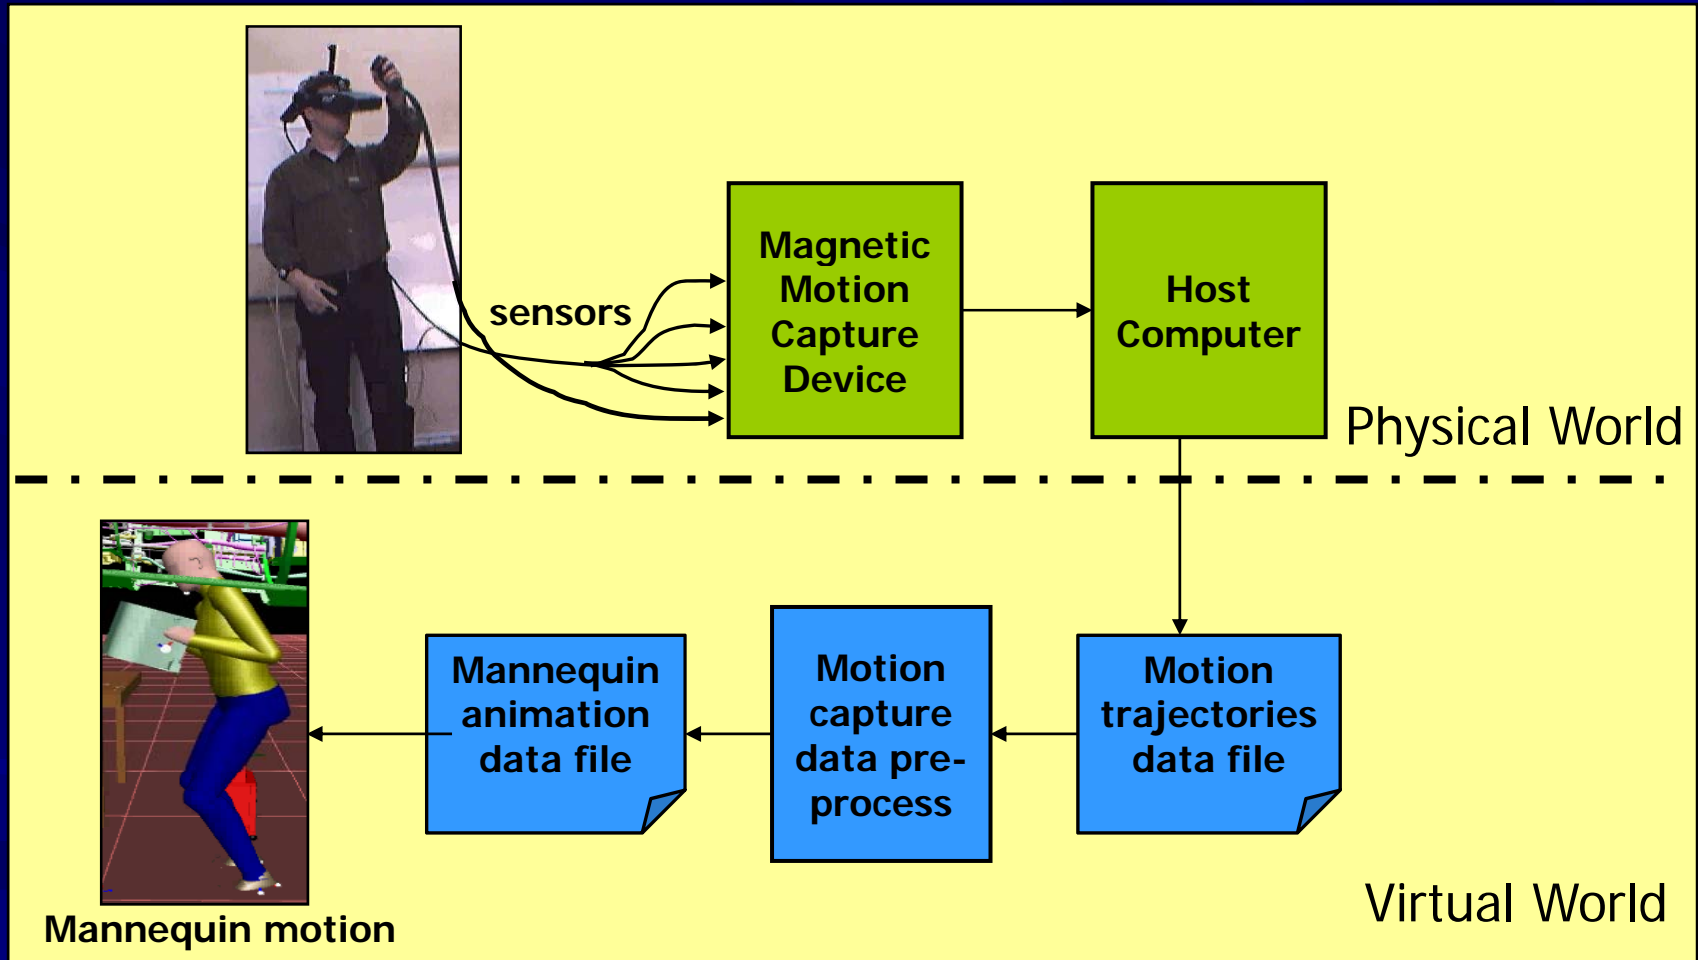 sensors
Magnetic
Motion
Capture
Device
Host
Computer
Physical World
Mannequin
animation
data file
Motion
capture
data pre-
process
Motion
trajectories
data file
Mannequin motion
Virtual World